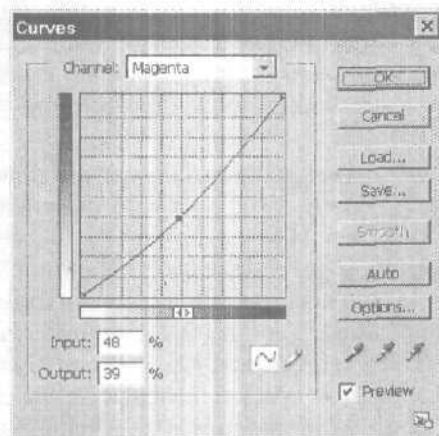 Curves
Channel: Magenta
OK
Cancel
Load...
Save...
Smooth
Auto
Options...
Input: 48 %
Output: 39 %
Preview